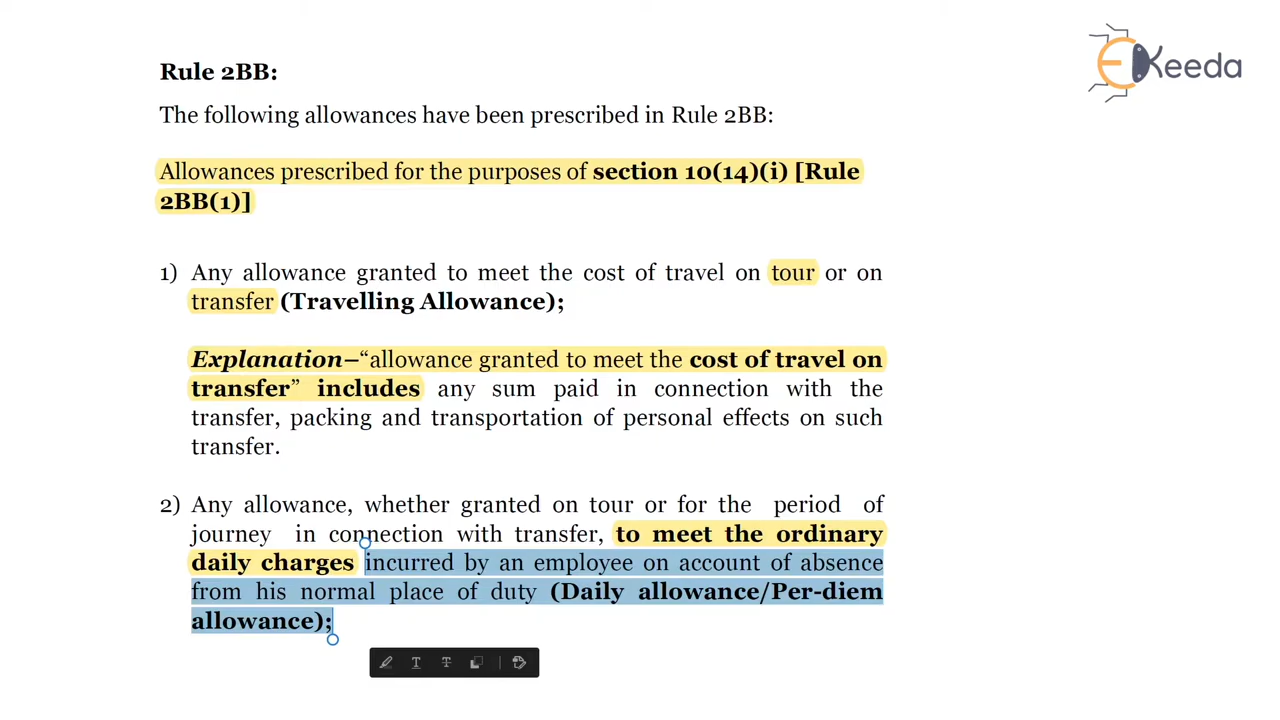 EKeeda
Rule 2BB:
The following allowances have been prescribed in Rule 2BB:
Allowances prescribed for the purposes of section 10(14)(i) [Rule
2BB(1)]
1) Any allowance granted to meet the cost of travel on tour or on
transfer (Travelling Allowance);
Explanation–“allowance granted to meet the cost of travel on
transfer” includes any sum paid in connection with the
transfer, packing and transportation of personal effects on such
transfer.
2) Any allowance, whether granted on tour or for the period of
journey in connection with transfer, to meet the ordinary
daily charges incurred by an employee on account of absence
from his normal place of duty (Daily allowance/Per-diem
allowance);